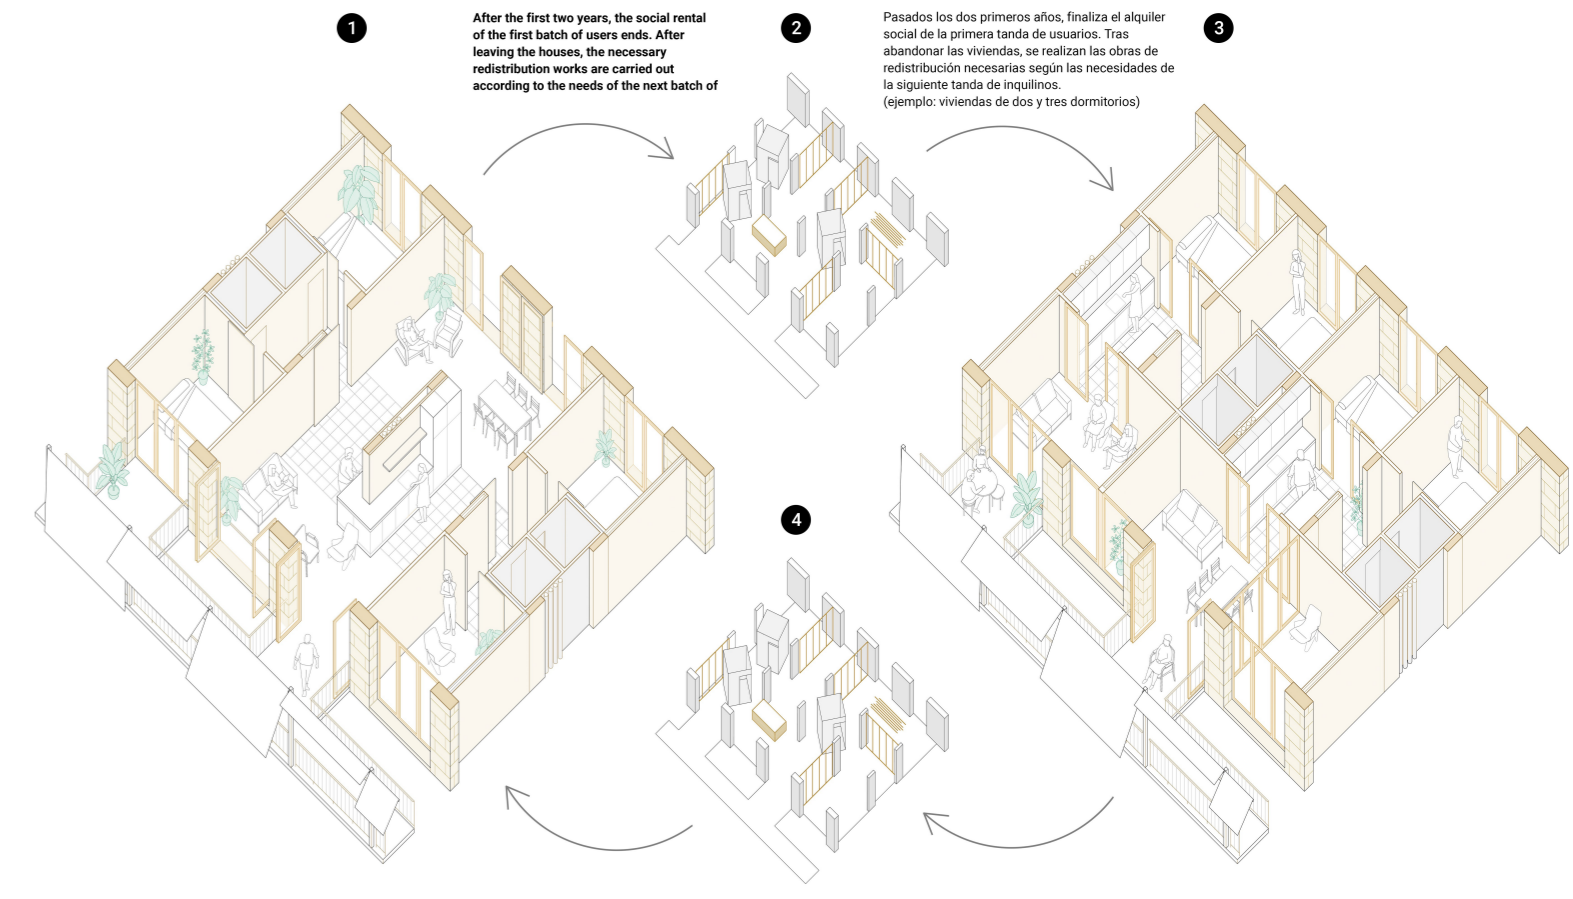 1
After the first two years, the social rental
of the first batch of users ends. After
leaving the houses, the necessary
redistribution works are carried out
according to the needs of the next batch of
2
Pasados los dos primeros años, finaliza el alquiler
social de la primera tanda de usuarios. Tras
abandonar las viviendas, se realizan las obras de
redistribución necesarias según las necesidades de
la siguiente tanda de inquilinos.
(ejemplo: viviendas de dos y tres dormitorios)
3
4